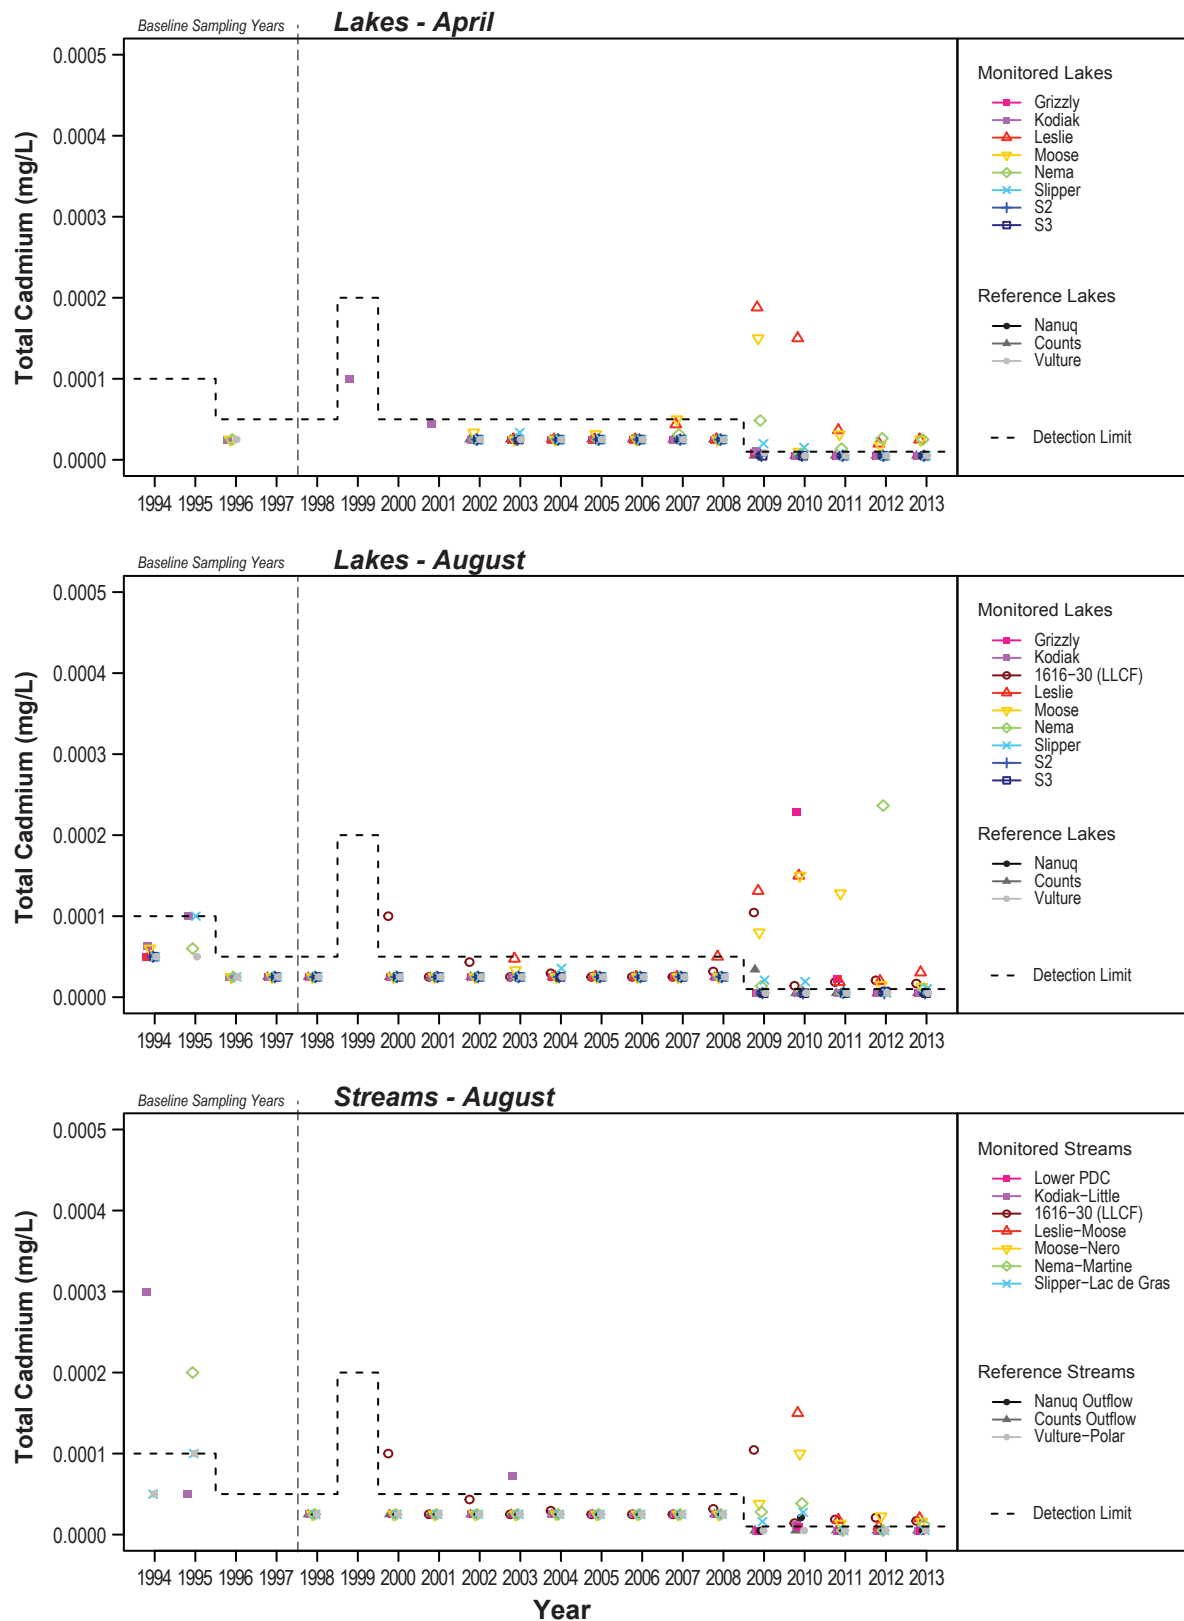 Baseline Sampling Years
Lakes - April
Total Cadmium (mg/L)
0.0005
0.0004
0.0003
0.0002
0.0001
0.0000
1994 1995 1996 1997 1998 1999 2000 2001 2002 2003 2004 2005 2006 2007 2008 2009 2010 2011 2012 2013
Monitored Lakes
Grizzly
Kodiak
Leslie
Moose
Nema
Slipper
S2
S3
Reference Lakes
Nanuq
Counts
Vulture
Detection Limit
Baseline Sampling Years
Lakes - August
Total Cadmium (mg/L)
0.0005
0.0004
0.0003
0.0002
0.0001
0.0000
1994 1995 1996 1997 1998 1999 2000 2001 2002 2003 2004 2005 2006 2007 2008 2009 2010 2011 2012 2013
Monitored Lakes
Grizzly
Kodiak
1616−30 (LLCF)
Leslie
Moose
Nema
Slipper
S2
S3
Reference Lakes
Nanuq
Counts
Vulture
Detection Limit
Baseline Sampling Years
Streams - August
Total Cadmium (mg/L)
0.0005
0.0004
0.0003
0.0002
0.0001
0.0000
1994 1995 1996 1997 1998 1999 2000 2001 2002 2003 2004 2005 2006 2007 2008 2009 2010 2011 2012 2013
Year
Monitored Streams
Lower PDC
Kodiak−Little
1616−30 (LLCF)
Leslie−Moose
Moose−Nero
Nema−Martine
Slipper−Lac de Gras
Reference Streams
Nanuq Outflow
Counts Outflow
Vulture−Polar
Detection Limit